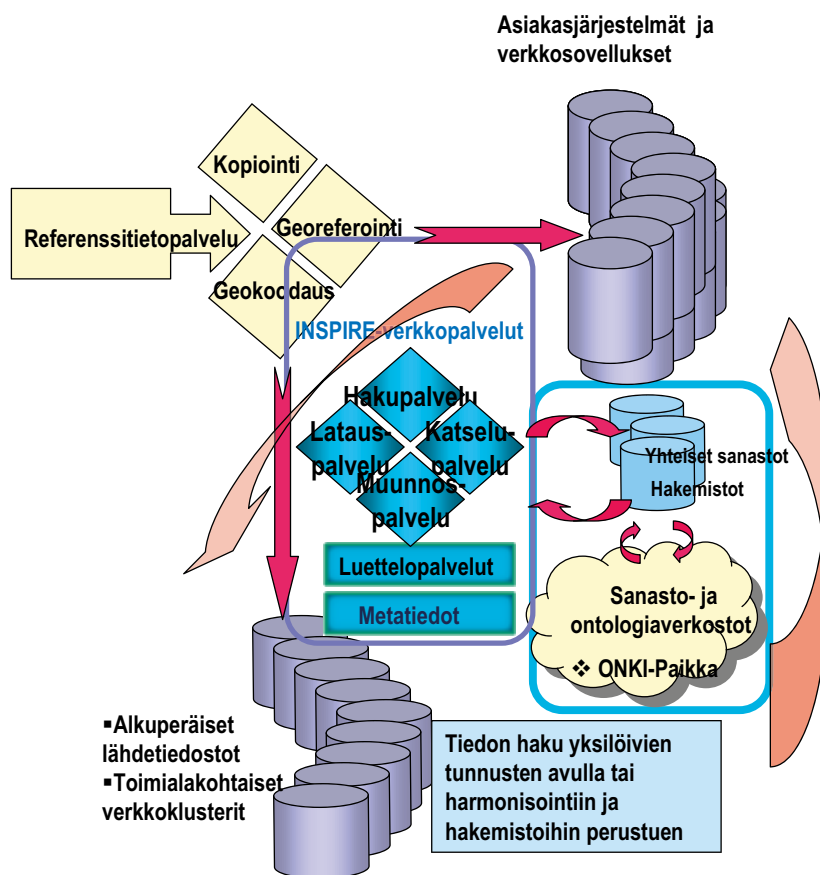 Asiakasjärjestelmät ja
verkkosovellukset
Kopiointi
Referenssitietopalvelu
Georeferointi
Geokoodaus
INSPIRE-verkkopalvelut
Hakupalvelu
Lataus-
palvelu
Katselu-
palvelu
Muunnos-
palvelu
Yhteiset sanastot
Hakemistot
Luettelopalvelut
Metatiedot
Sanasto- ja
ontologiaverkostot
❖ ONKI-Paikka
▪Alkuperäiset
lähdetiedostot
▪Toimialakohtaiset
verkkoklusterit
Tiedon haku yksilöivien
tunnusten avulla tai
harmonisointiin ja
hakemistoihin perustuen